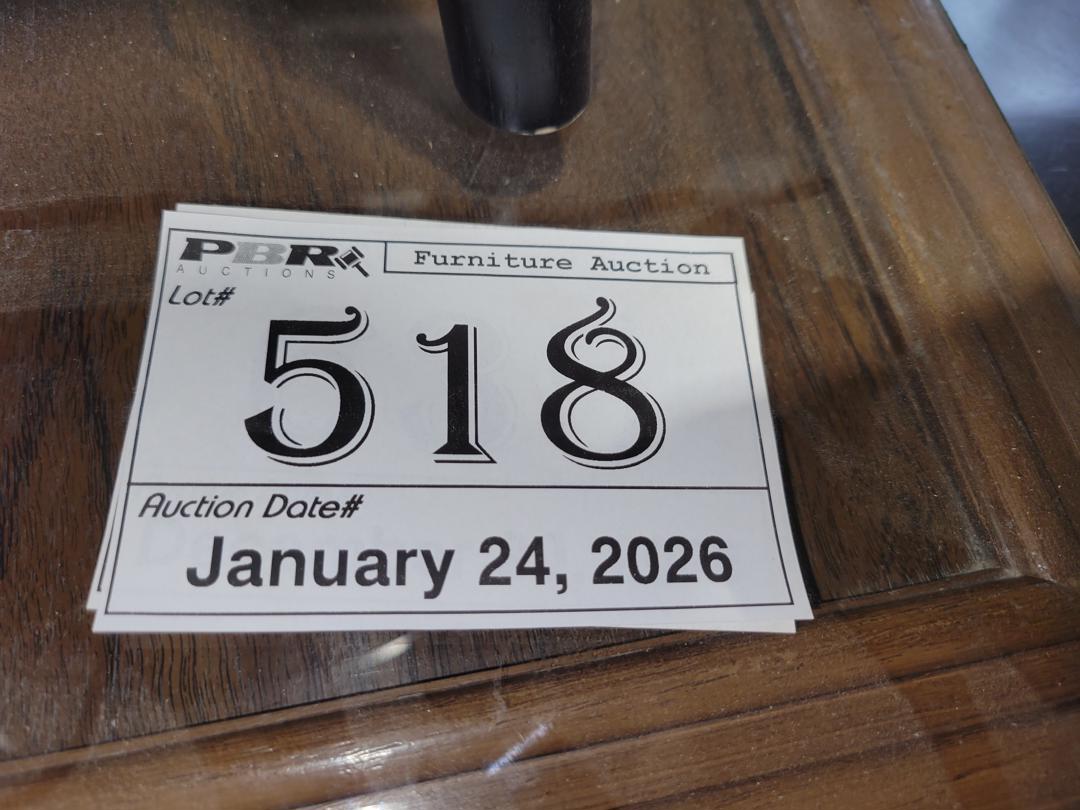 PBR
AUCTIONS
Furniture Auction
Lot#
518
Auction Date#
January 24, 2026